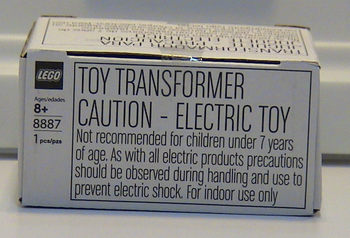 LEGO
Ages/edades
8+
8887
1 pcs/pzs
TOY TRANSFORMER
CAUTION - ELECTRIC TOY
Not recommended for children under 7 years
of age. As with all electric products precautions
should be observed during handling and use to
prevent electric shock. For indoor use only